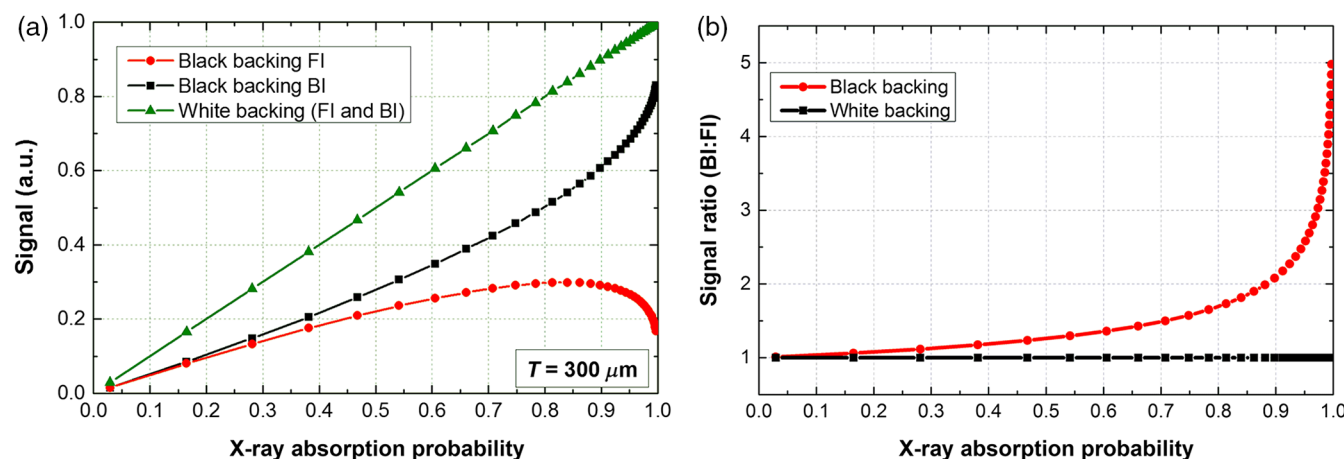 (a)
1.0
0.8
0.6
0.4
0.2
0.0
Signal (a.u.)
Black backing FI
Black backing BI
White backing (FI and BI)
T = 300 μm
0.0 0.1 0.2 0.3 0.4 0.5 0.6 0.7 0.8 0.9 1.0
X-ray absorption probability
(b)
5
4
3
2
1
Signal ratio (BI:FI)
Black backing
White backing
0.0 0.1 0.2 0.3 0.4 0.5 0.6 0.7 0.8 0.9 1.0
X-ray absorption probability